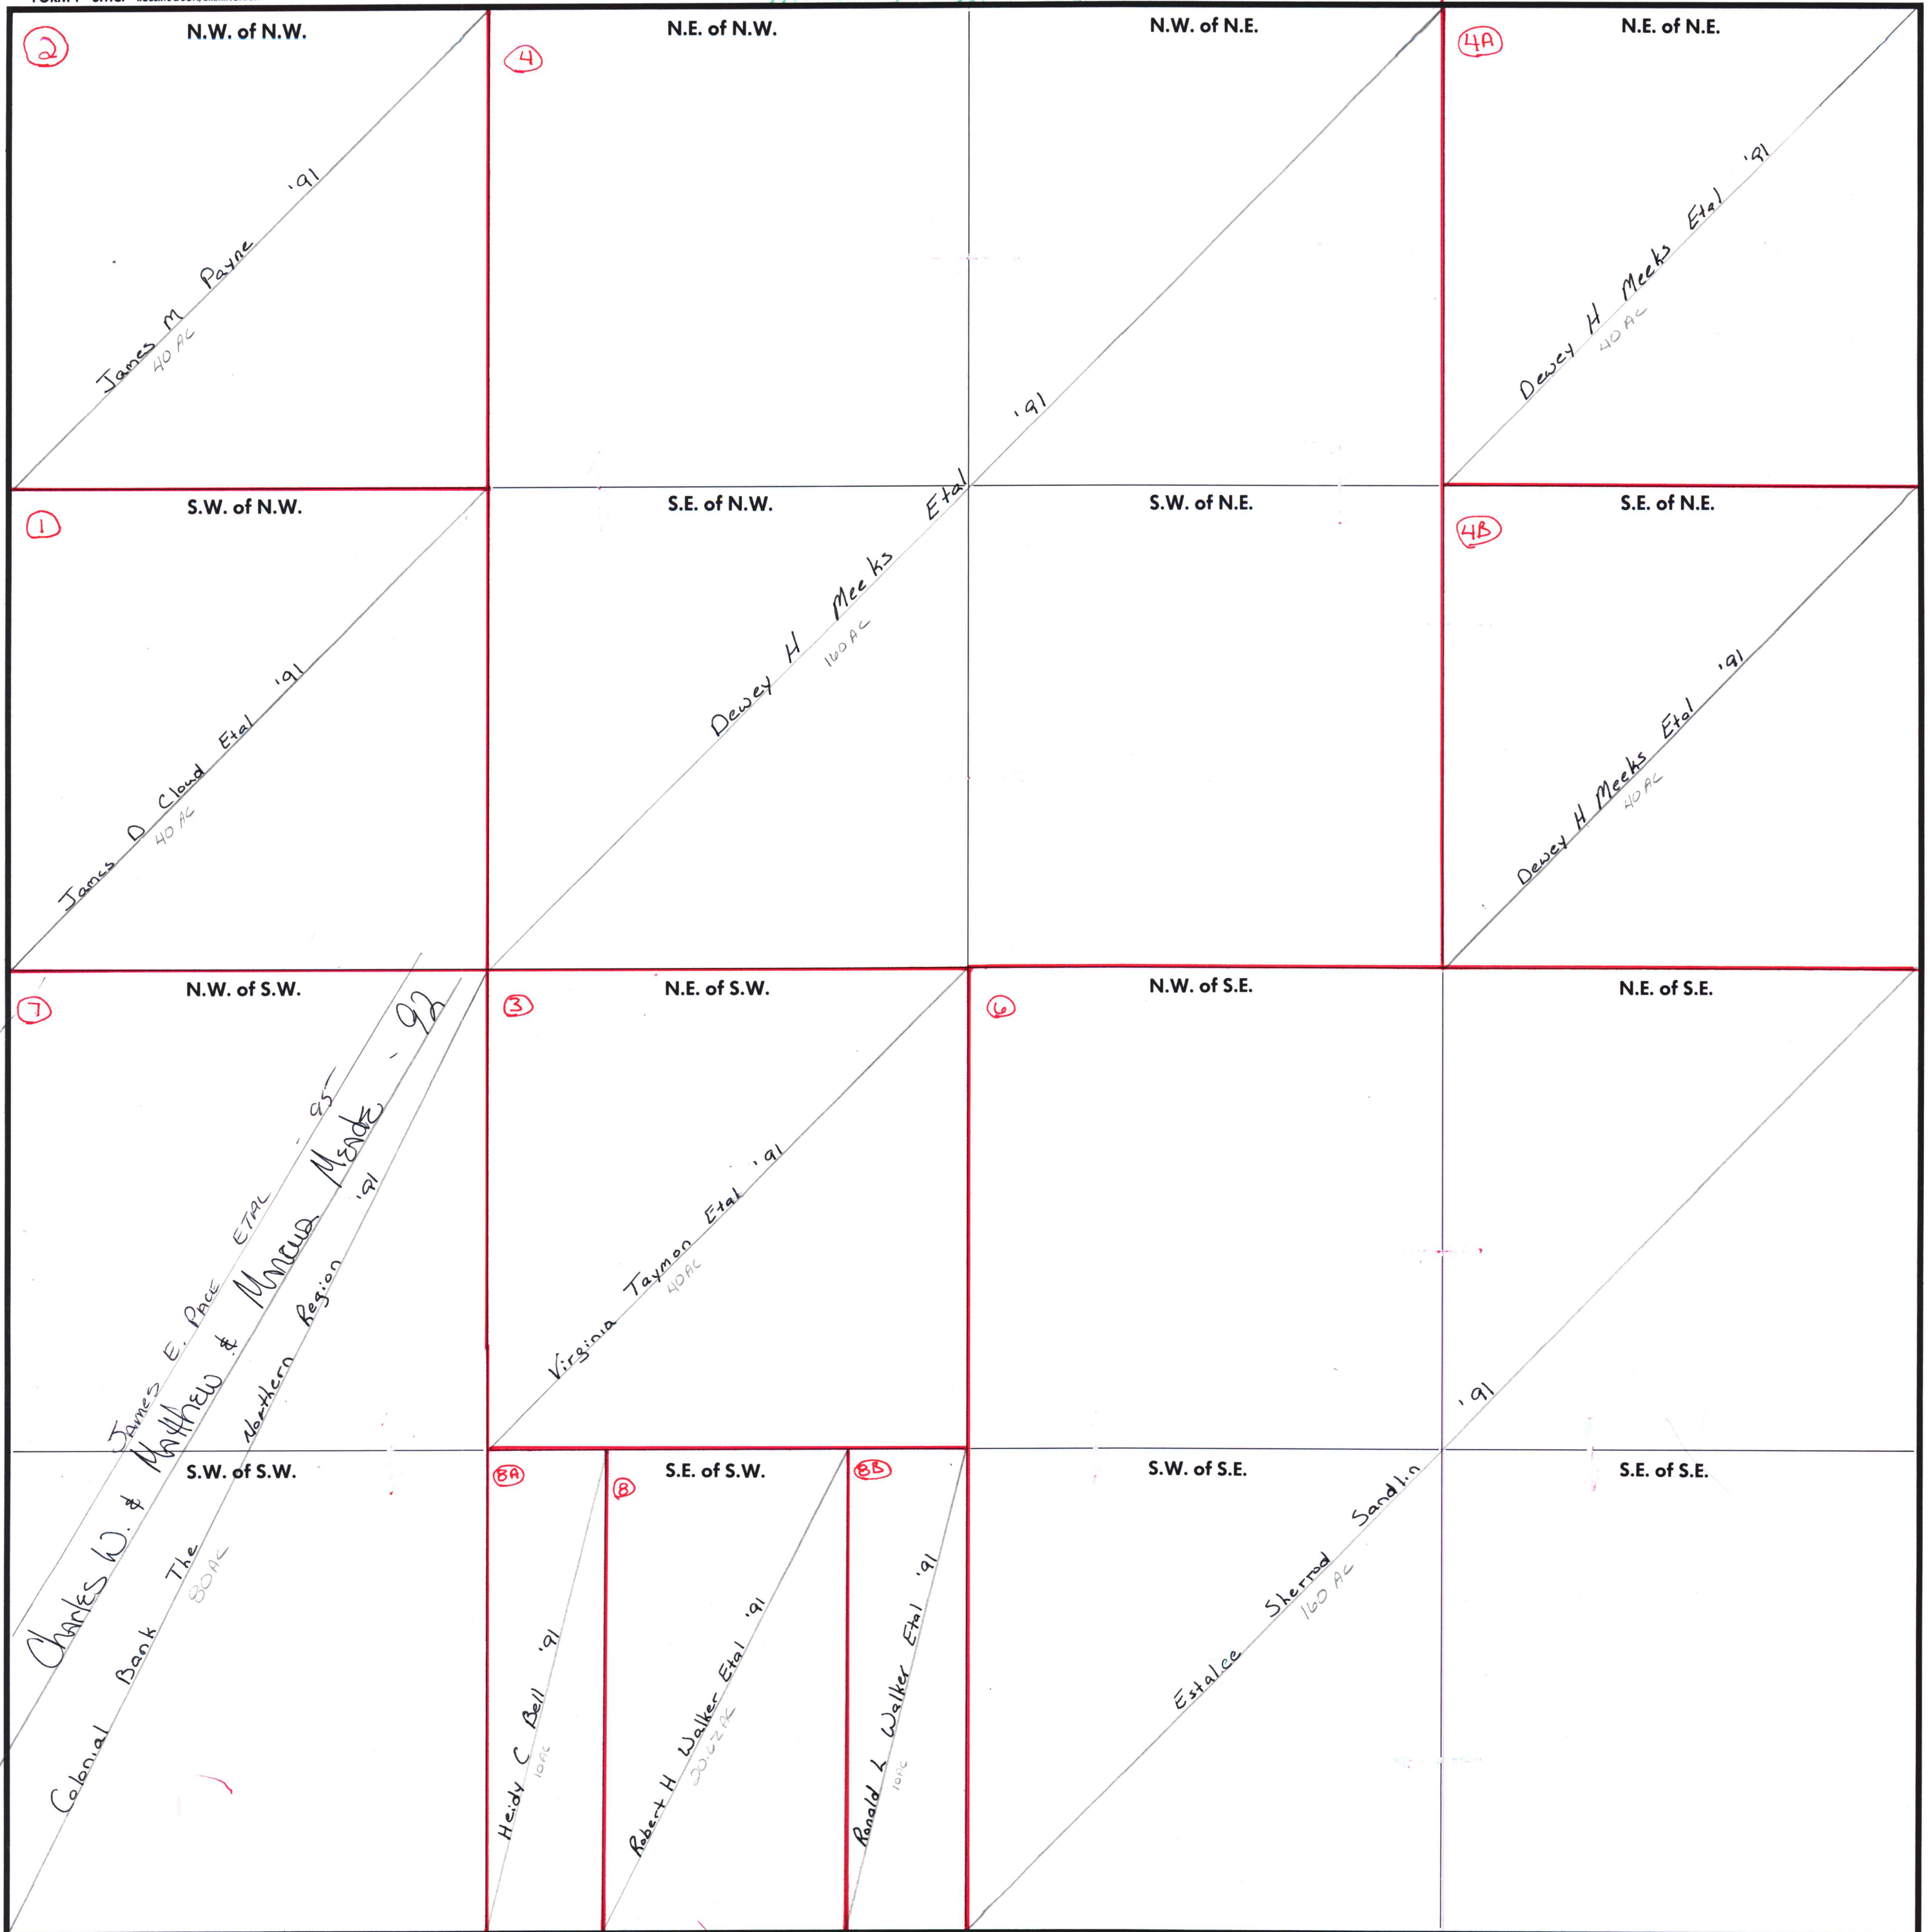 N.W. of N.W.
N.E. of N.W.
N.W. of N.E.
N.E. of N.E.
2
4
4A
James M Payne '91
40 AC
Dewey H Meeks Etal '91
40 AC
S.W. of N.W.
S.E. of N.W.
S.W. of N.E.
S.E. of N.E.
1
4B
James D Cloud Etal '91
40 AC
Dewey H Meeks Etal '91
160 AC
Dewey H Meeks Etal '91
40 AC
N.W. of S.W.
N.E. of S.W.
N.W. of S.E.
N.E. of S.E.
7
3
6
James E. Pace ETAL - 95
Charles W. & Matthew & Marcus Meade - 92
Colonial Bank The Northern Region '91
80 AC
Virginia Taymon Etal '91
40 AC
S.W. of S.W.
S.E. of S.W.
S.W. of S.E.
S.E. of S.E.
8A
8
8B
Heidy C Bell '91
10 AC
Robert H Walker Etal '91
20.62 AC
Ronald L Walker Etal '91
10 AC
Estalee Sherrod Sandlin '91
160 AC